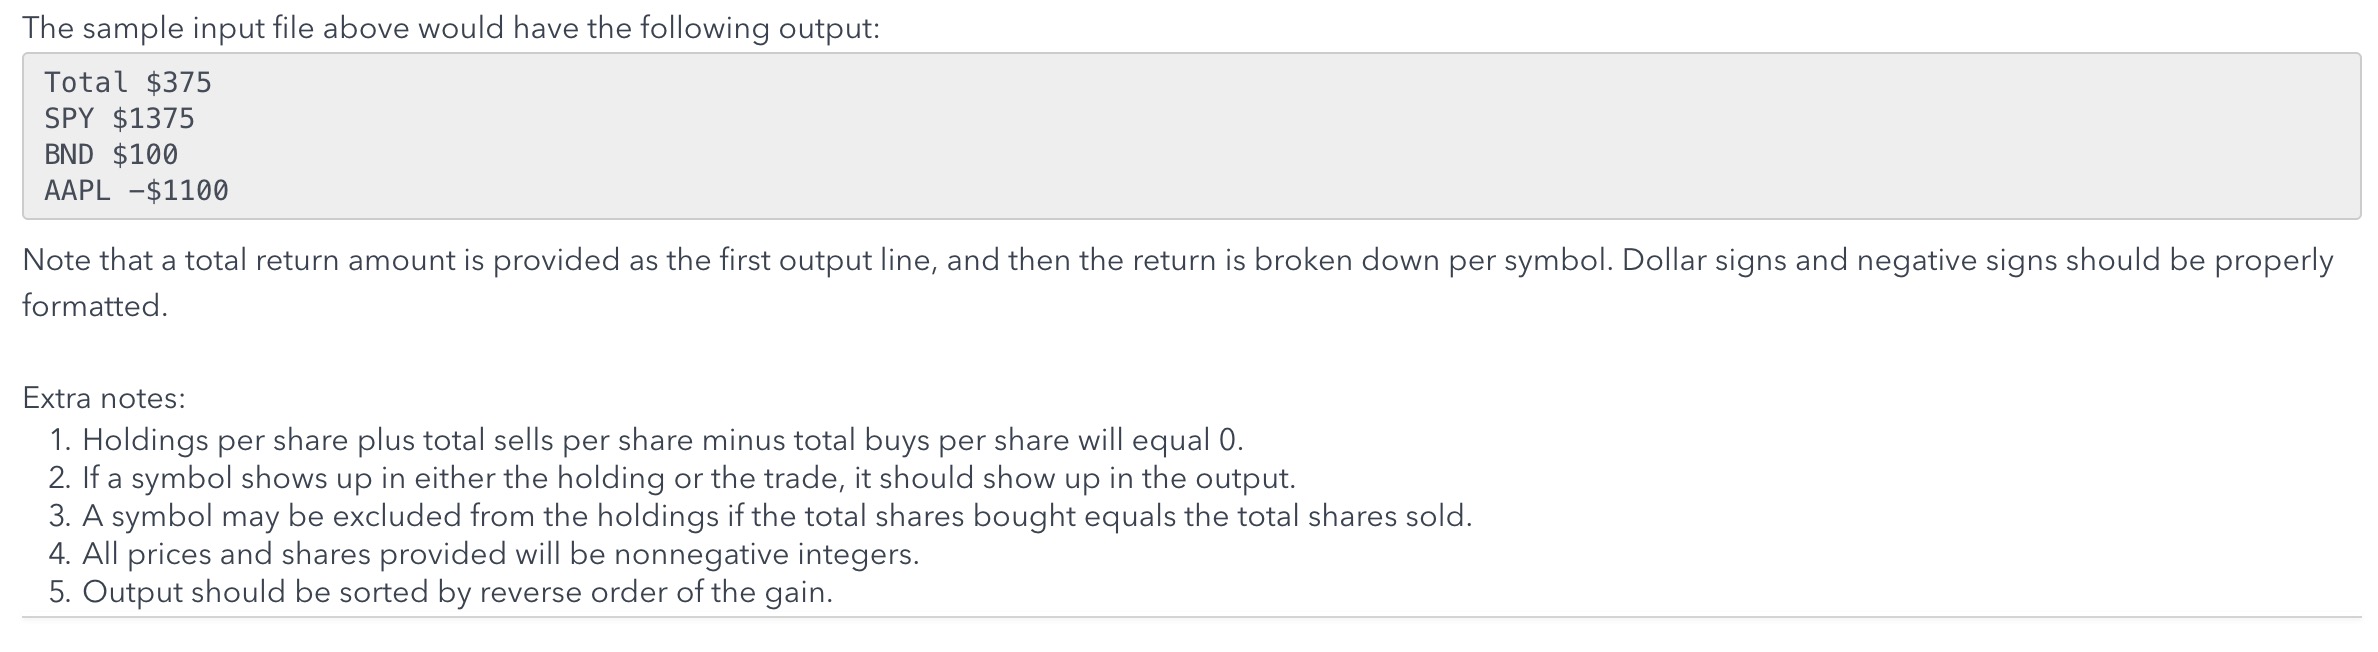 The sample input file above would have the following output:
Total $375
SPY $1375
BND $100
AAPL -$1100
Note that a total return amount is provided as the first output line, and then the return is broken down per symbol. Dollar signs and negative signs should be properly
formatted.
Extra notes:
1. Holdings per share plus total sells per share minus total buys per share will equal 0.
2. If a symbol shows up in either the holding or the trade, it should show up in the output.
3. A symbol may be excluded from the holdings if the total shares bought equals the total shares sold.
4. All prices and shares provided will be nonnegative integers.
5. Output should be sorted by reverse order of the gain.